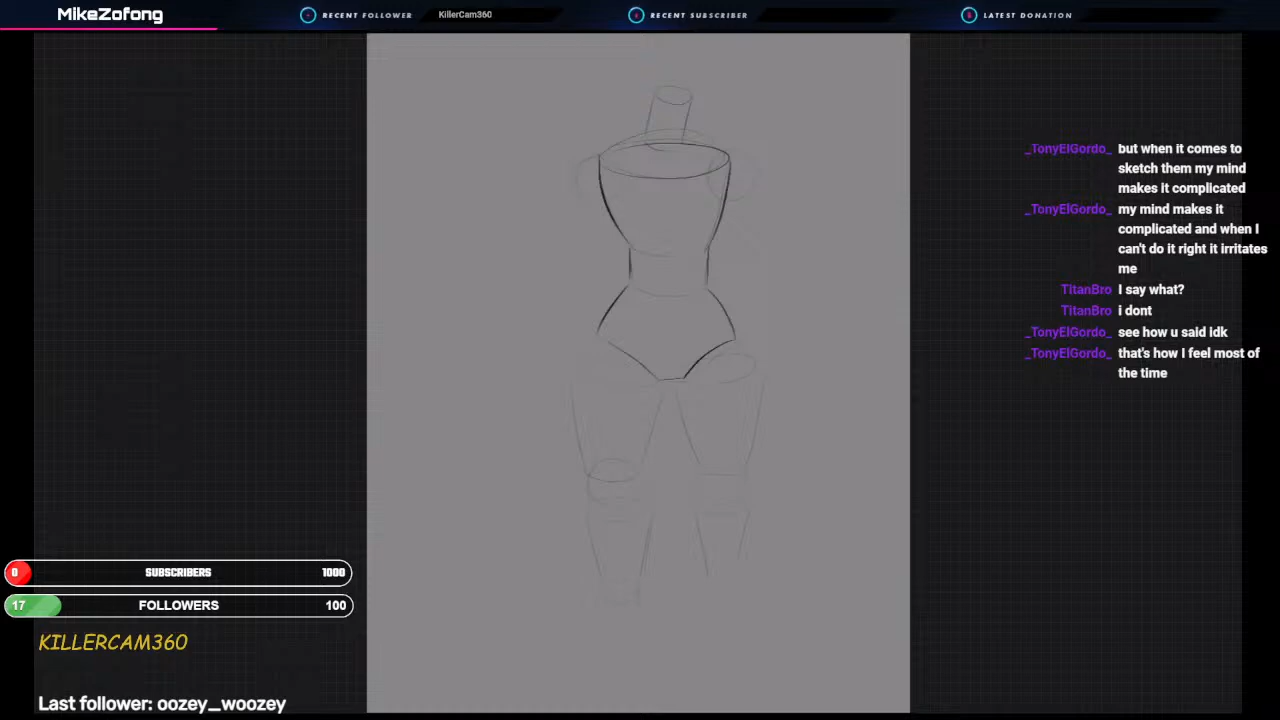 MikeZofong
RECENT FOLLOWER KillerCam360
RECENT SUBSCRIBER
LATEST DONATION
_TonyElGordo_ but when it comes to
sketch them my mind
makes it complicated
_TonyElGordo_ my mind makes it
complicated and when I
can't do it right it irritates
me
TitanBro I say what?
TitanBro i dont
_TonyElGordo_ see how u said idk
_TonyElGordo_ that's how I feel most of
the time
0 SUBSCRIBERS 1000
17 FOLLOWERS 100
KILLERCAM360
Last follower: oozey_woozey